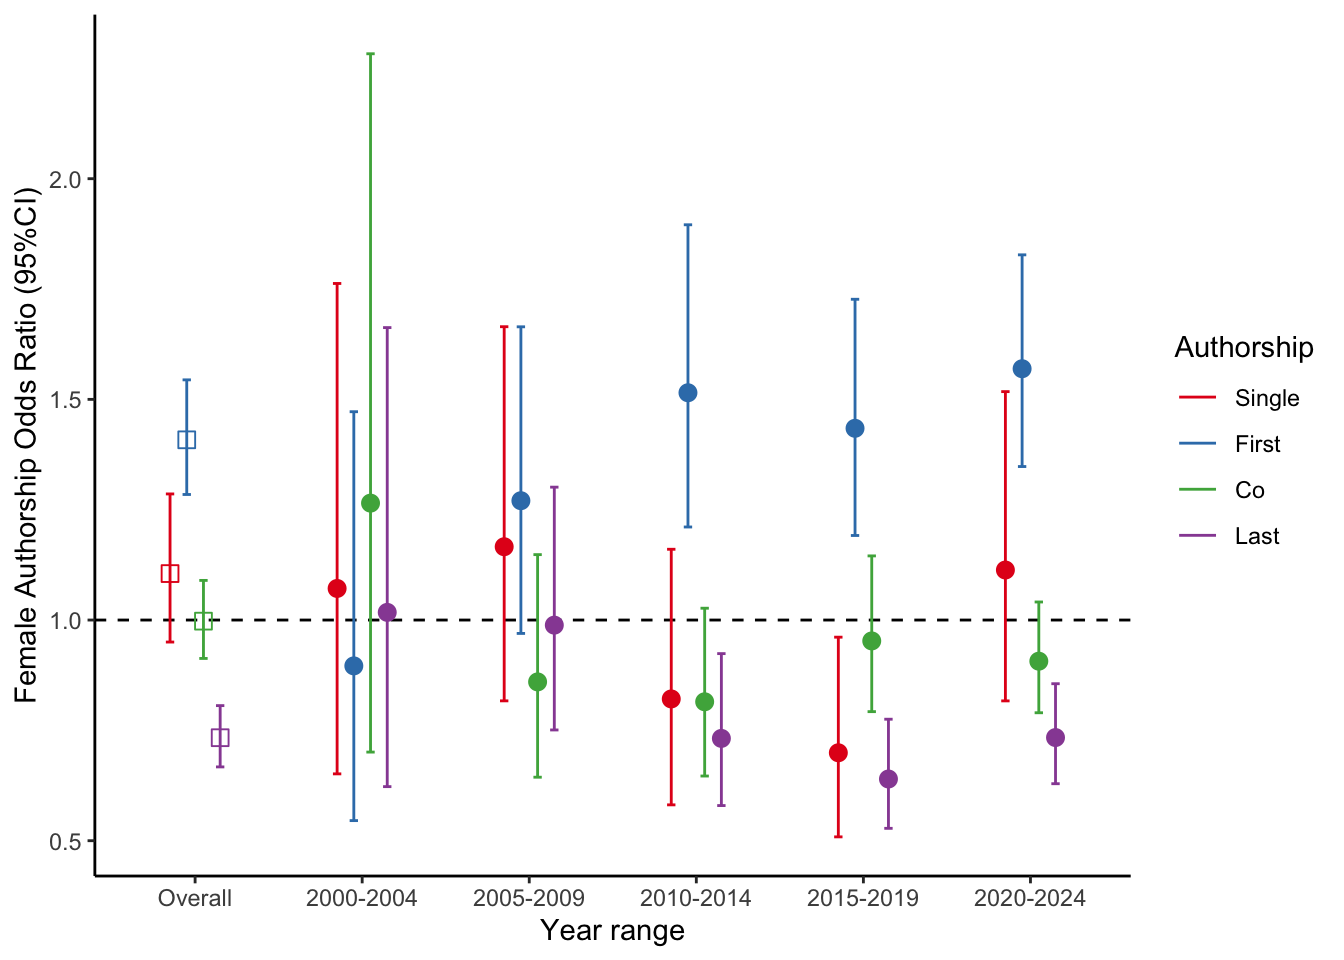 Female Authorship Odds Ratio (95%CI)
2.0
1.5
1.0
0.5
Overall
2000-2004
2005-2009
2010-2014
2015-2019
2020-2024
Year range
Authorship
Single
First
Co
Last